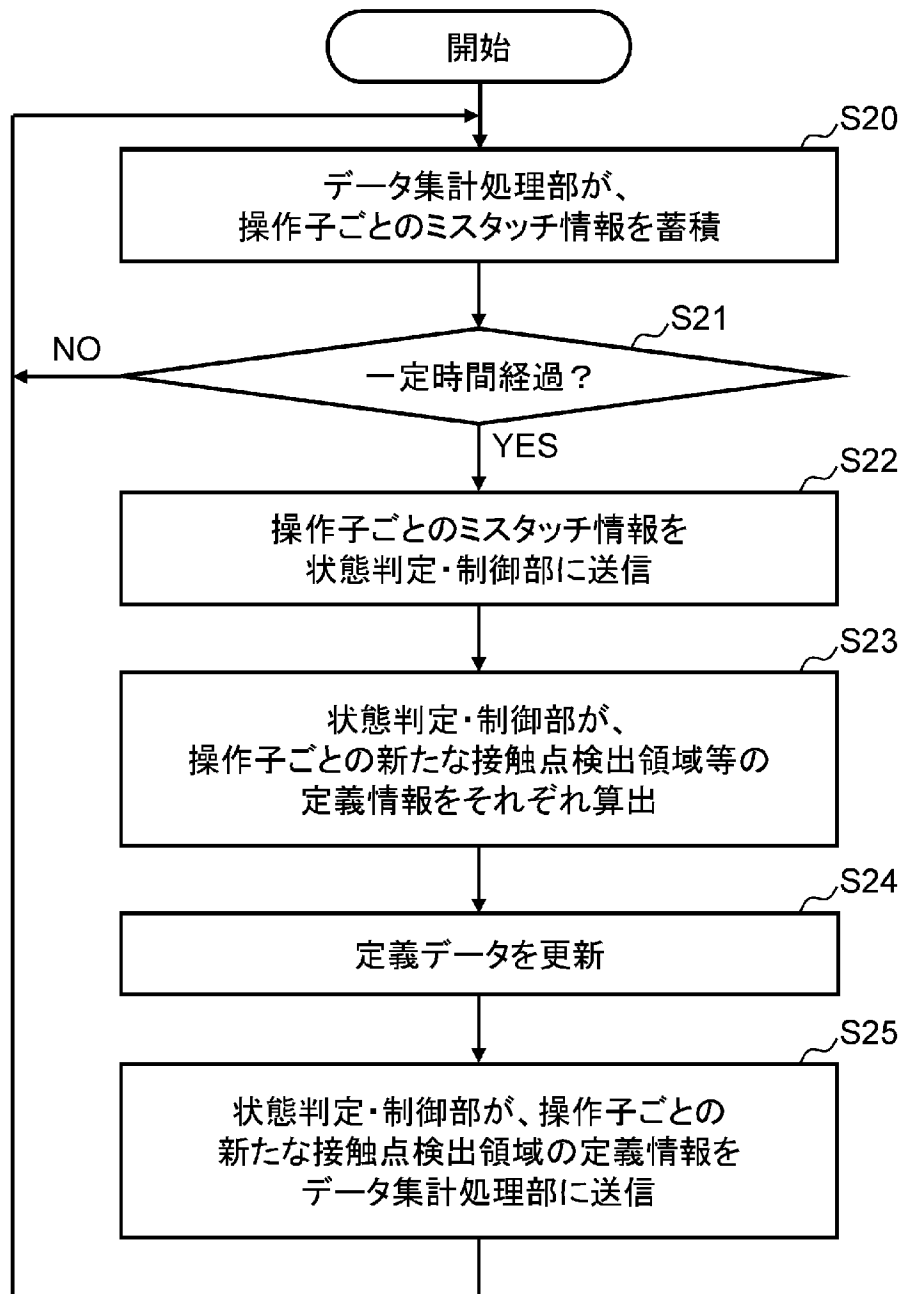 開始
S20
データ集計処理部が、
操作子ごとのミスタッチ情報を蓄積
S21
NO
一定時間経過？
YES
S22
操作子ごとのミスタッチ情報を
状態判定・制御部に送信
S23
状態判定・制御部が、
操作子ごとの新たな接触点検出領域等の
定義情報をそれぞれ算出
S24
定義データを更新
S25
状態判定・制御部が、操作子ごとの
新たな接触点検出領域の定義情報を
データ集計処理部に送信